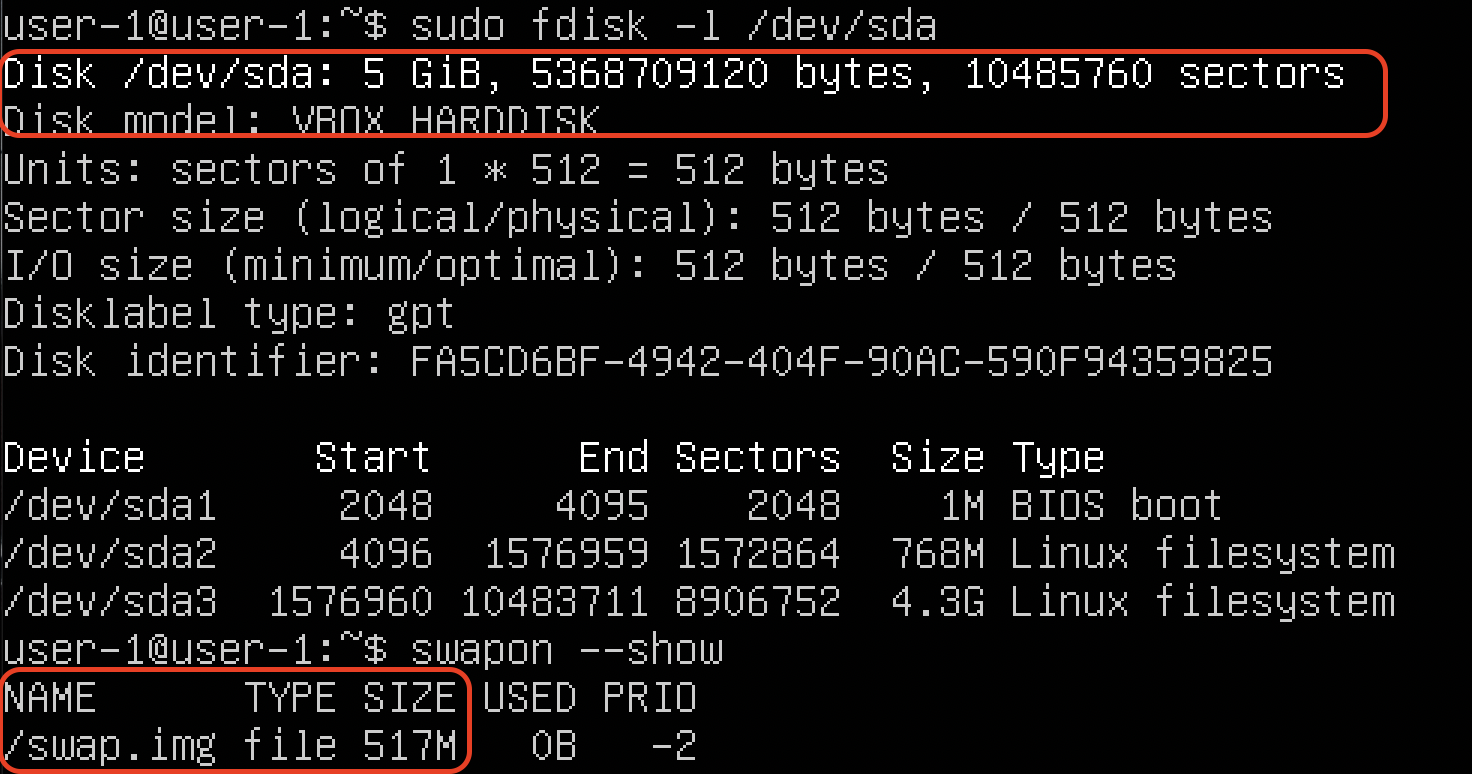 user-1@user-1:~$ sudo fdisk -l /dev/sda
Disk /dev/sda: 5 GiB, 5368709120 bytes, 10485760 sectors
Disk model: VBOX HARDDISK
Units: sectors of 1 * 512 = 512 bytes
Sector size (logical/physical): 512 bytes / 512 bytes
I/O size (minimum/optimal): 512 bytes / 512 bytes
Disklabel type: gpt
Disk identifier: FA5CD6BF-4942-404F-90AC-590F94359825
Device Start End Sectors Size Type
/dev/sda1 2048 4095 2048 1M BIOS boot
/dev/sda2 4096 1576959 1572864 768M Linux filesystem
/dev/sda3 1576960 10483711 8906752 4.3G Linux filesystem
user-1@user-1:~$ swapon --show
NAME TYPE SIZE USED PRIO
/swap.img file 517M 0B -2